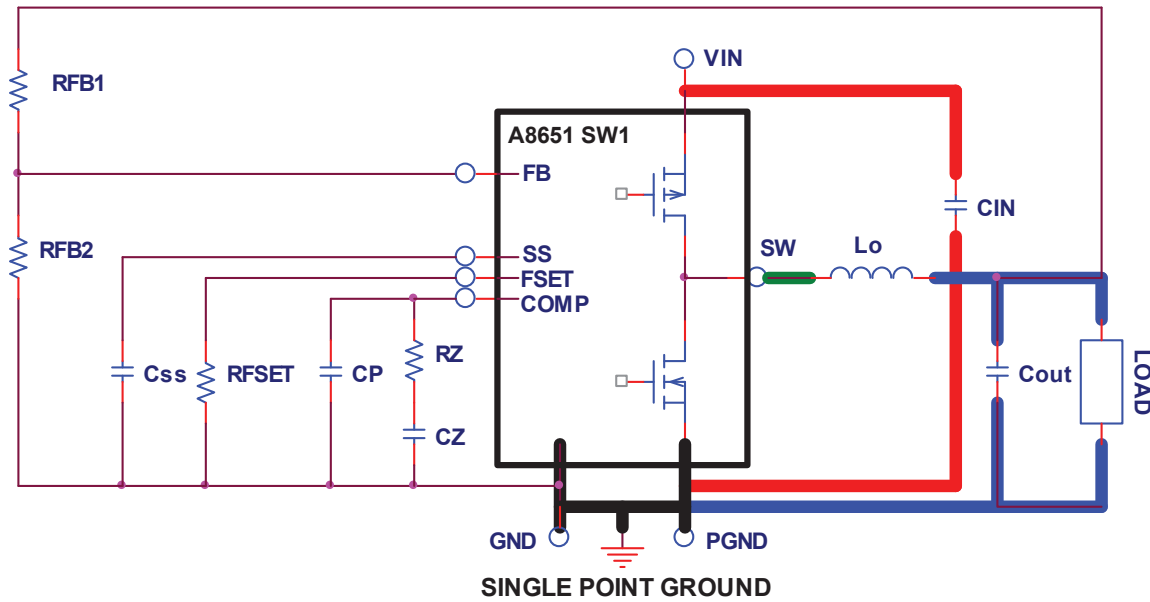 RFB1
VIN
A8651 SW1
FB
CIN
RFB2
SS
SW
Lo
FSET
COMP
RZ
Css
RFSET
CP
Cout
LOAD
CZ
GND
PGND
SINGLE POINT GROUND